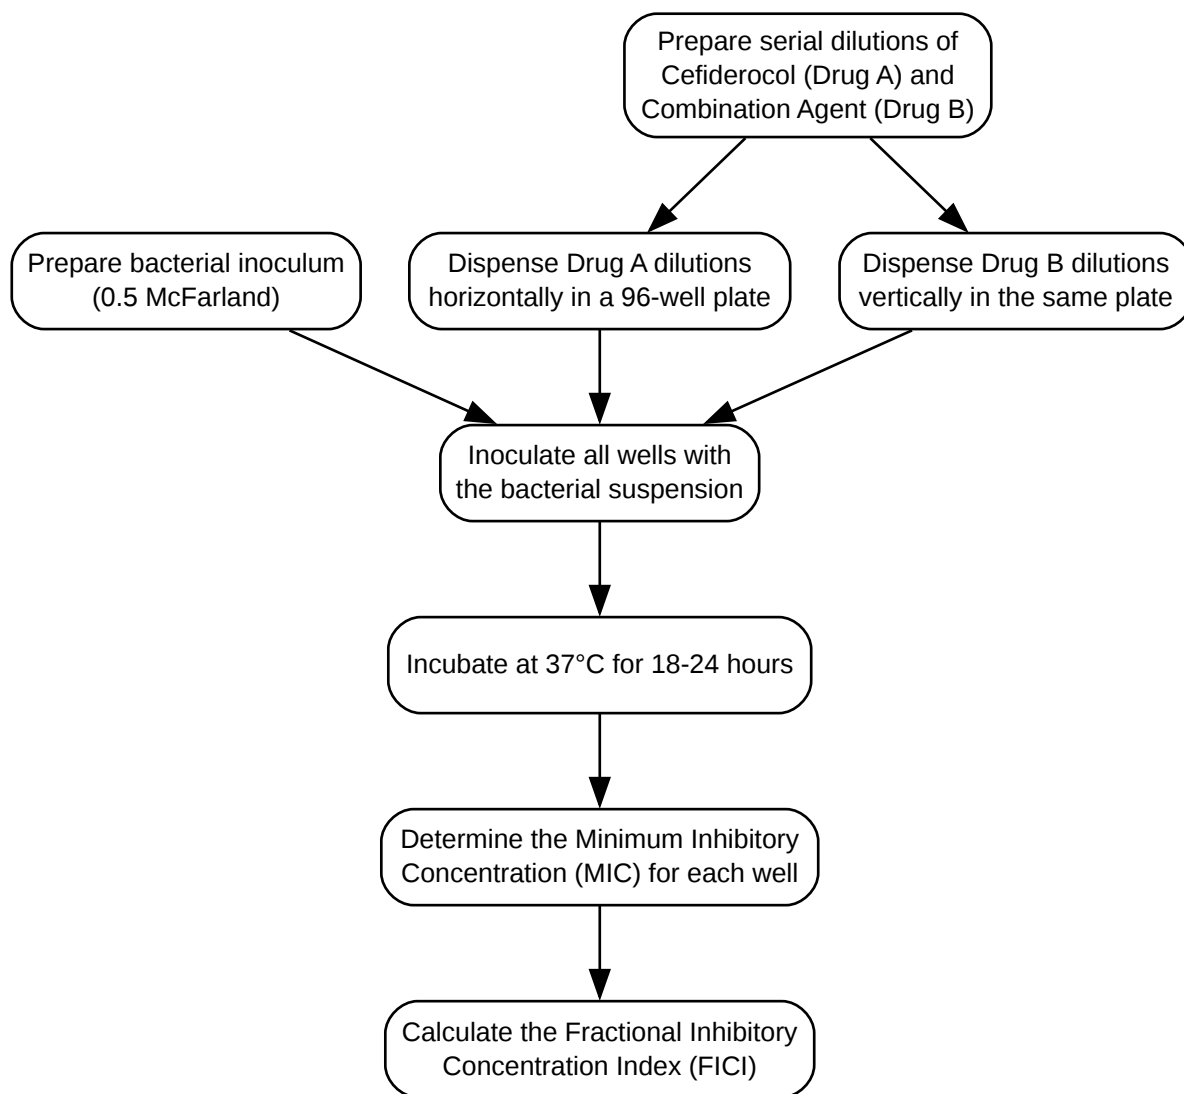 Prepare serial dilutions of
Cefiderocol (Drug A) and
Combination Agent (Drug B)
Prepare bacterial inoculum
(0.5 McFarland)
Dispense Drug A dilutions
horizontally in a 96-well plate
Dispense Drug B dilutions
vertically in the same plate
Inoculate all wells with
the bacterial suspension
Incubate at 37°C for 18-24 hours
Determine the Minimum Inhibitory
Concentration (MIC) for each well
Calculate the Fractional Inhibitory
Concentration Index (FICI)